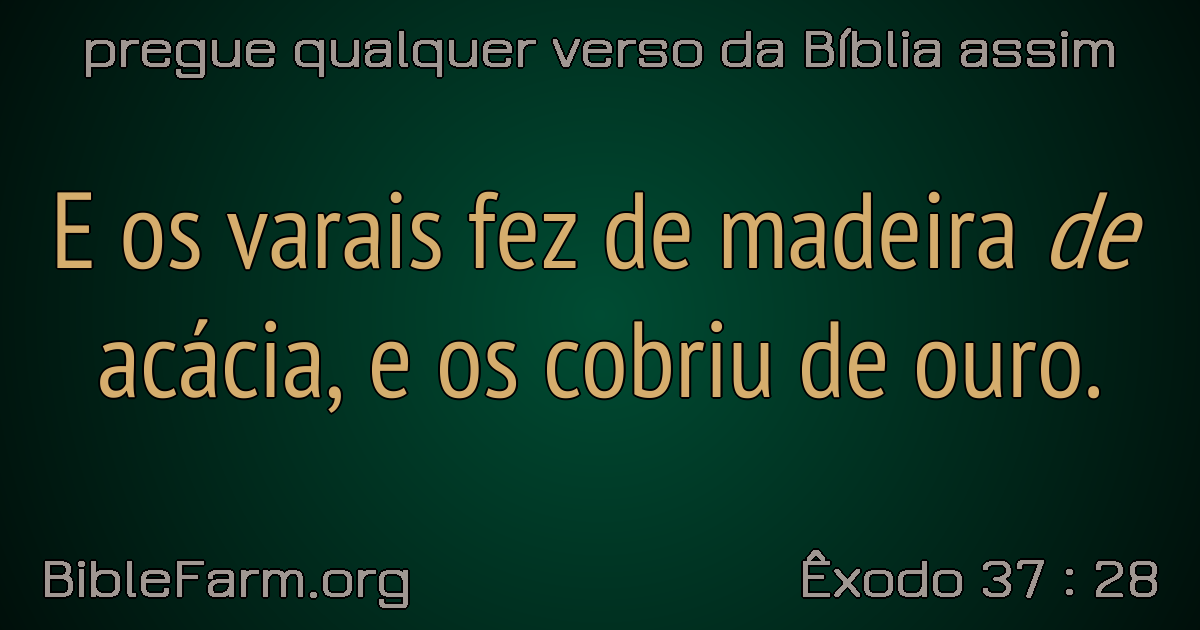 pregue qualquer verso da Bíblia assim
E os varais fez de madeira de
acácia, e os cobriu de ouro.
BibleFarm.org
Êxodo 37 : 28